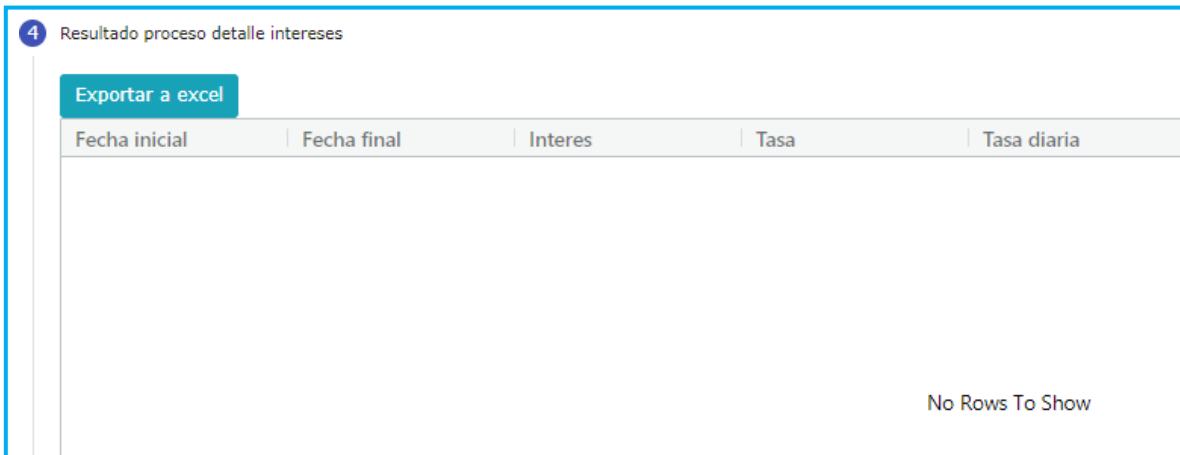 4 Resultado proceso detalle intereses
Exportar a excel
Fecha inicial Fecha final Interes Tasa Tasa diaria
No Rows To Show